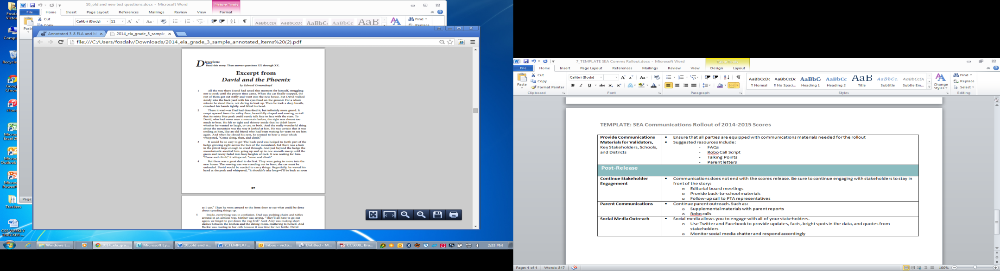 10_old and new test questions.docx - Microsoft Word
Picture Tools
File Home Insert Page Layout References Mailings Review View Format
Cut
Copy
Paste
Calibri (Body) 11
AaBbCcDc AaBbCcDc AaBbC AaBbCc AaB
Find
Replace
Annotated 3-8 ELA and M
2014_ela_grade_3_sample
file:///C:/Users/fosdalv/Downloads/2014_ela_grade_3_sample_annotated_items%20(2).pdf
Directions
Read this story. Then answer questions XX through XX.
Excerpt from
David and the Phoenix
by Edward Ormondroyd
1 All the way there David had saved this moment for himself, struggling
not to peek until the proper time came. When the car finally stopped, the
rest of them got out stiffly and went into the new house. But David walked
slowly into the back yard with his eyes fixed on the ground. For a whole
minute he stood there, not daring to look up. Then he took a deep breath,
clenched his hands tightly, and lifted his head.
2 There it was!—as Dad had described it, but infinitely more grand. It
swept upward from the valley floor, beautifully shaped and soaring, so tall
that its misty blue peak could surely talk face to face with the stars. To
David, who had never seen a mountain before, the sight was almost too
much to bear. He felt so tight and shivery inside that he didn't know
whether he wanted to laugh, or cry, or both. And the really wonderful thing
about the mountain was the way it looked at him. He was certain that it was
smiling at him, like an old friend who had been waiting for years to see him
again. And when he closed his eyes, he seemed to hear a voice which
whispered, "Come along, then, and climb."
3 It would be so easy to go! The back yard was hedged in (with part of the
hedge growing right across the toes of the mountain), but there was a hole
in the privet large enough to crawl through. And just beyond the hedge the
mountainside awaited him, going up and up in one smooth sweep until the
green and tawny faded into hazy heights of rock. It was waiting for him.
"Come and climb," it whispered, "come and climb."
4 But there was a great deal to do first. They were going to move into the
new house. The moving van was standing out in front, the car must be
unloaded. David would be needed to carry things. Regretfully, he waved his
hand at the peak and whispered, "It shouldn't take long—I'll be back as soon
27
as I can." Then he went around to the front door to see what could be done
about speeding things up.
5 Inside, everything was in confusion. Dad was pushing chairs and tables
around in an aimless way. Mother was saying, "They'll all have to go out
again; we forgot to put down the rug first." Aunt Amy was making short
dashes between the kitchen and the dining room, muttering to herself. And
Beckie was roaring in her crib because it was time for her bottle. David
Page:
Fosda
Victor
Compu
Recycle
Goog
Chron
iTune
Micros
Excel 20
Micros
Outlook
Micros
PowerP
Trackers
CSS WEEKLY
TRACKER ...
Windows E...
2014_ela_gra...
Microsoft Ly...
10_old and n...
7_TEMPLAT...
Inbox - victo...
Untitled - M...
CCS008_ Bra...
2:33 PM
7_TEMPLATE SEA Comms Rollout.docx - Microsoft Word
Table Tools
File Home Insert Page Layout References Mailings Review View Design Layout
Cut
Copy
Format Painter
Paste
Clipboard
Calibri (Body)
Font
Paragraph
AaBbCcDc AaBbCcDc AaBbC AaBbCc AaB AaBbCc. AaBbCcDc
¶ Normal ¶ No Spaci... Heading 1 Heading 2 Title Subtitle Subtle Em...
Change
Styles
Styles
Find
Replace
Select
Editing
TEMPLATE: SEA Communications Rollout of 2014-2015 Scores
Provide Communications
Materials for Validators,
Key Stakeholders, Schools,
and Districts
Ensure that all parties are equipped with communications materials needed for the rollout
Suggested resources include:
- FAQs
- Robo Call Script
- Talking Points
- Parent letters
Post-Release
Continue Stakeholder
Engagement
Communications does not end with the scores release. Be sure to continue engaging with stakeholders to stay in
front of the story:
o Editorial board meetings
o Provide back-to-school materials
o Follow-up call to PTA representatives
Parent Communications
Continue parent outreach. Such as:
o Supplemental materials with parent reports
o Robo calls
Social Media Outreach
Social media allows you to engage with all of your stakeholders.
o Use Twitter and Facebook to provide updates, facts, bright spots in the data, and quotes from
stakeholders
o Monitor social media chatter and respond accordingly
Page: 4 of 4 Words: 847
100%